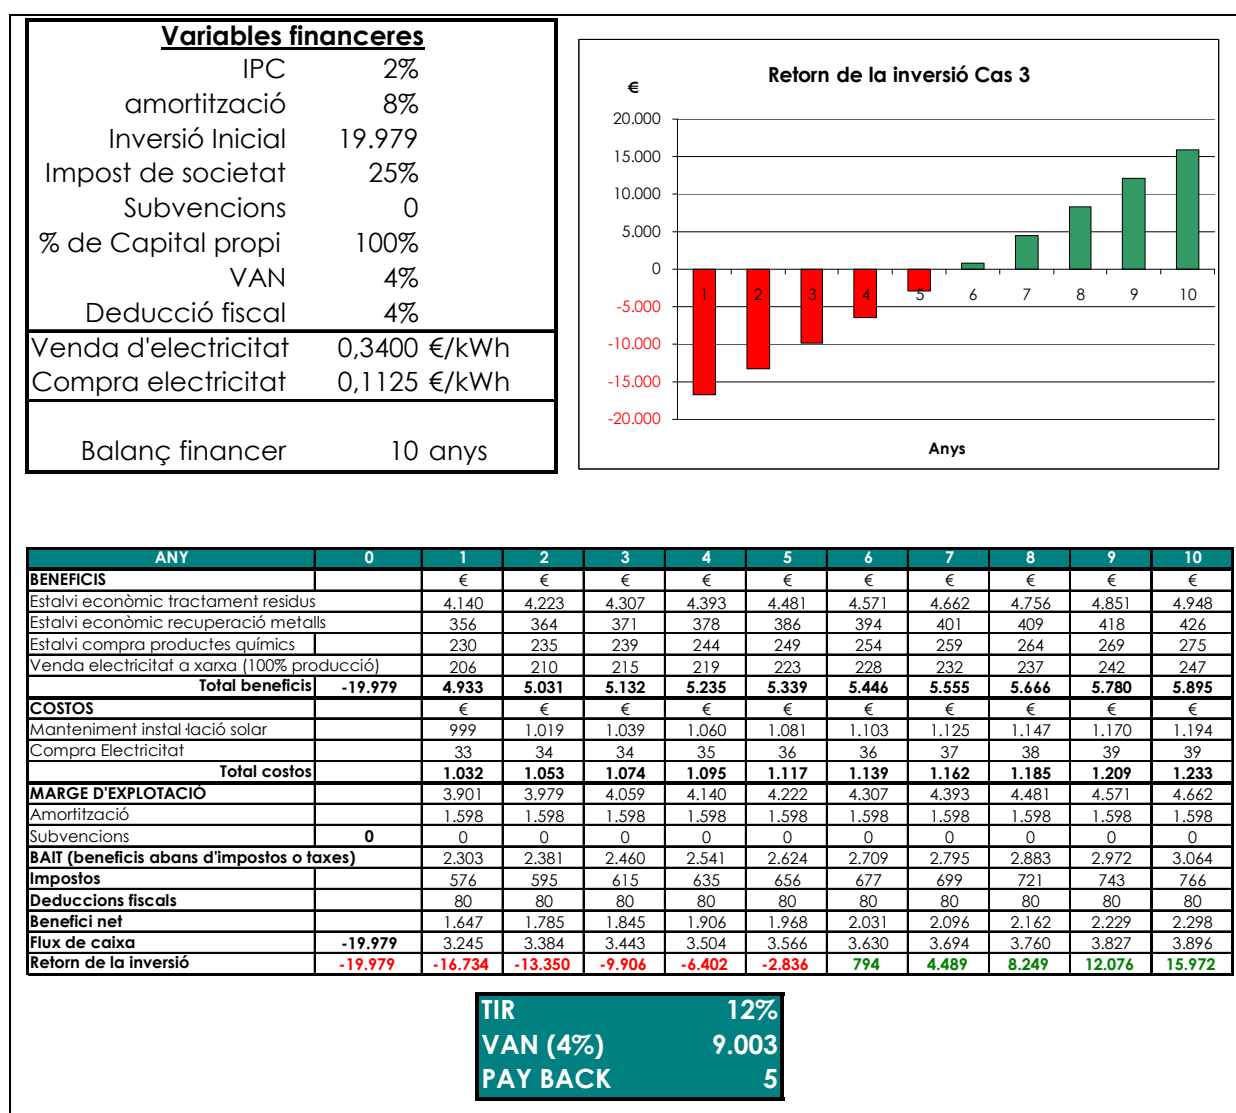 Variables financeres
IPC 2%
amortització 8%
Inversió Inicial 19.979
Impost de societat 25%
Subvencions 0
% de Capital propi 100%
VAN 4%
Deducció fiscal 4%
Venda d'electricitat 0,3400 €/kWh
Compra electricitat 0,1125 €/kWh
Balanç financer 10 anys
Retorn de la inversió Cas 3
€
20.000
15.000
10.000
5.000
0
-5.000
-10.000
-15.000
-20.000
1 2 3 4 5 6 7 8 9 10
Anys
ANY 0 1 2 3 4 5 6 7 8 9 10
BENEFICIS € € € € € € € € € €
Estalvi econòmic tractament residus 4.140 4.223 4.307 4.393 4.481 4.571 4.662 4.756 4.851 4.948
Estalvi econòmic recuperació metalls 356 364 371 378 386 394 401 409 418 426
Estalvi compra productes químics 230 235 239 244 249 254 259 264 269 275
Venda electricitat a xarxa (100% producció) 206 210 215 219 223 228 232 237 242 247
Total beneficis -19.979 4.933 5.031 5.132 5.235 5.339 5.446 5.555 5.666 5.780 5.895
COSTOS € € € € € € € € € €
Manteniment instal·lació solar 999 1.019 1.039 1.060 1.081 1.103 1.125 1.147 1.170 1.194
Compra Electricitat 33 34 34 35 36 36 37 38 39 39
Total costos 1.032 1.053 1.074 1.095 1.117 1.139 1.162 1.185 1.209 1.233
MARGE D'EXPLOTACIÓ 3.901 3.979 4.059 4.140 4.222 4.307 4.393 4.481 4.571 4.662
Amortització 1.598 1.598 1.598 1.598 1.598 1.598 1.598 1.598 1.598 1.598
Subvencions 0 0 0 0 0 0 0 0 0 0 0
BAIT (beneficis abans d'impostos o taxes) 2.303 2.381 2.460 2.541 2.624 2.709 2.795 2.883 2.972 3.064
Impostos 576 595 615 635 656 677 699 721 743 766
Deduccions fiscals 80 80 80 80 80 80 80 80 80 80
Benefici net 1.647 1.785 1.845 1.906 1.968 2.031 2.096 2.162 2.229 2.298
Flux de caixa -19.979 3.245 3.384 3.443 3.504 3.566 3.630 3.694 3.760 3.827 3.896
Retorn de la inversió -19.979 -16.734 -13.350 -9.906 -6.402 -2.836 794 4.489 8.249 12.076 15.972
TIR 12%
VAN (4%) 9.003
PAY BACK 5